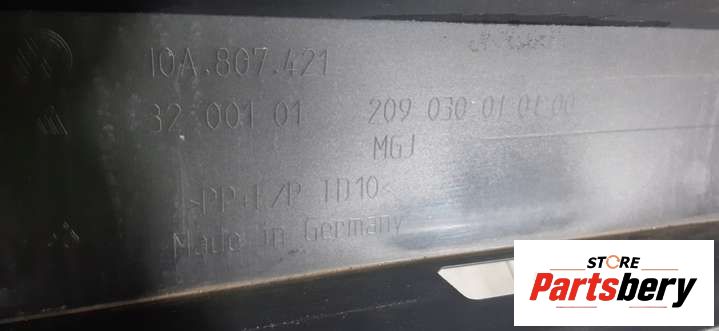 10A.807.421
32 001 01 209 030 01 01 00
MGJ
>PP+E/P TD10<
Made in Germany
STORE
Partsbery